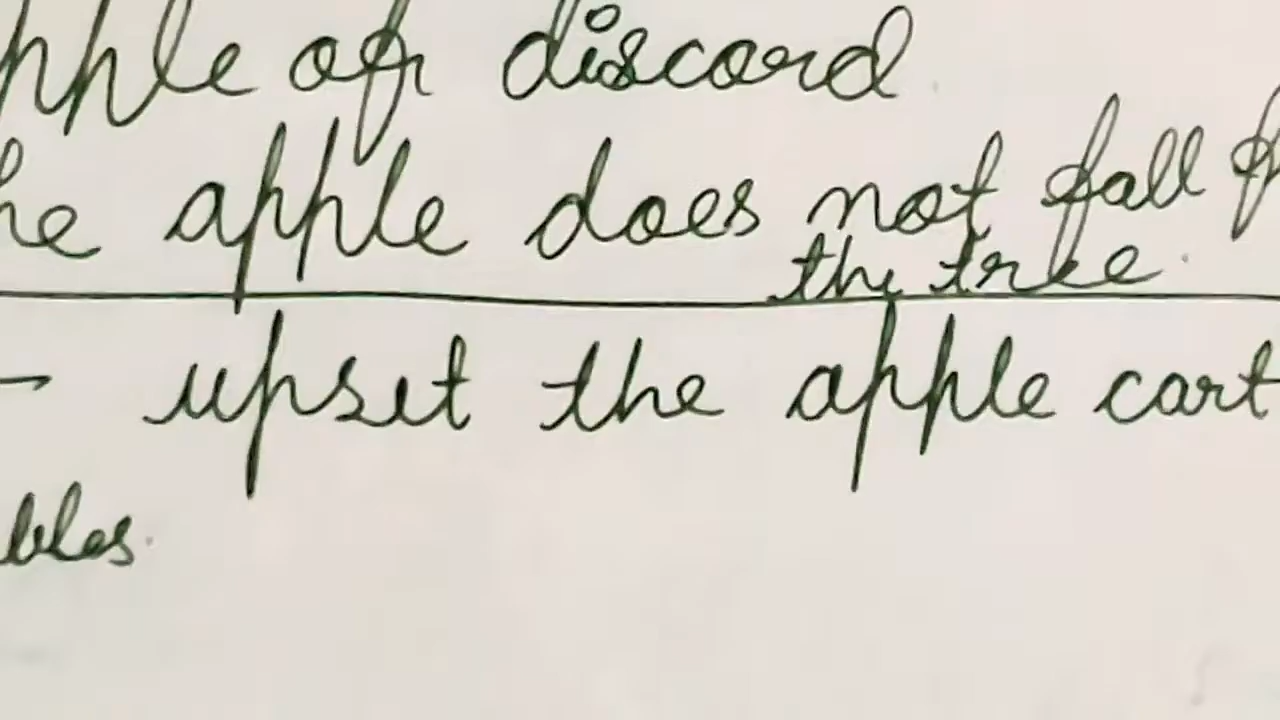 pple of discord
he apple does not fall f
the tree.
- upset the apple cart
bles.